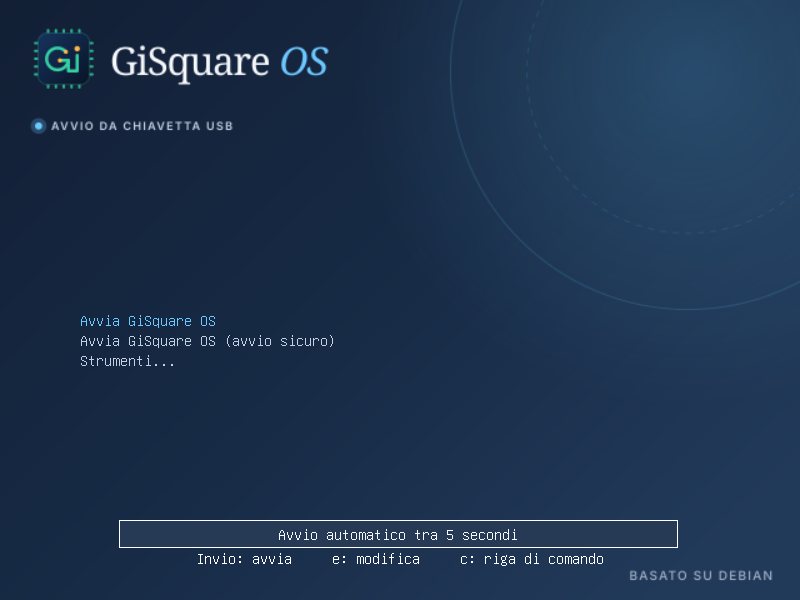 Gi
GiSquare OS
AVVIO DA CHIAVETTA USB
Avvia GiSquare OS
Avvia GiSquare OS (avvio sicuro)
Strumenti...
Avvio automatico tra 5 secondi
Invio: avvia e: modifica c: riga di comando
BASATO SU DEBIAN